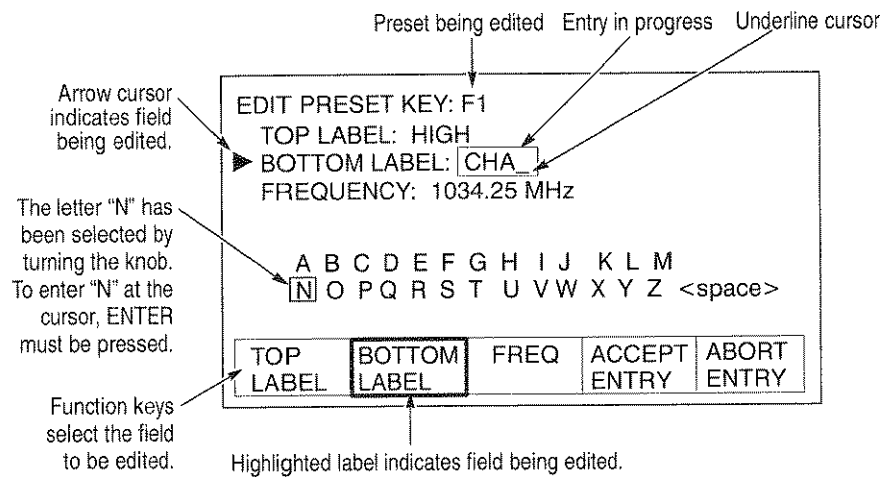 Preset being edited Entry in progress Underline cursor
Arrow cursor
indicates field
being edited.
EDIT PRESET KEY: F1
TOP LABEL: HIGH
BOTTOM LABEL: CHA_
FREQUENCY: 1034.25 MHz
The letter “N” has
been selected by
turning the knob.
To enter “N” at the
cursor, ENTER
must be pressed.
A B C D E F G H I J K L M
N O P Q R S T U V W X Y Z <space>
TOP
LABEL
BOTTOM
LABEL
FREQ
ACCEPT
ENTRY
ABORT
ENTRY
Function keys
select the field
to be edited.
Highlighted label indicates field being edited.